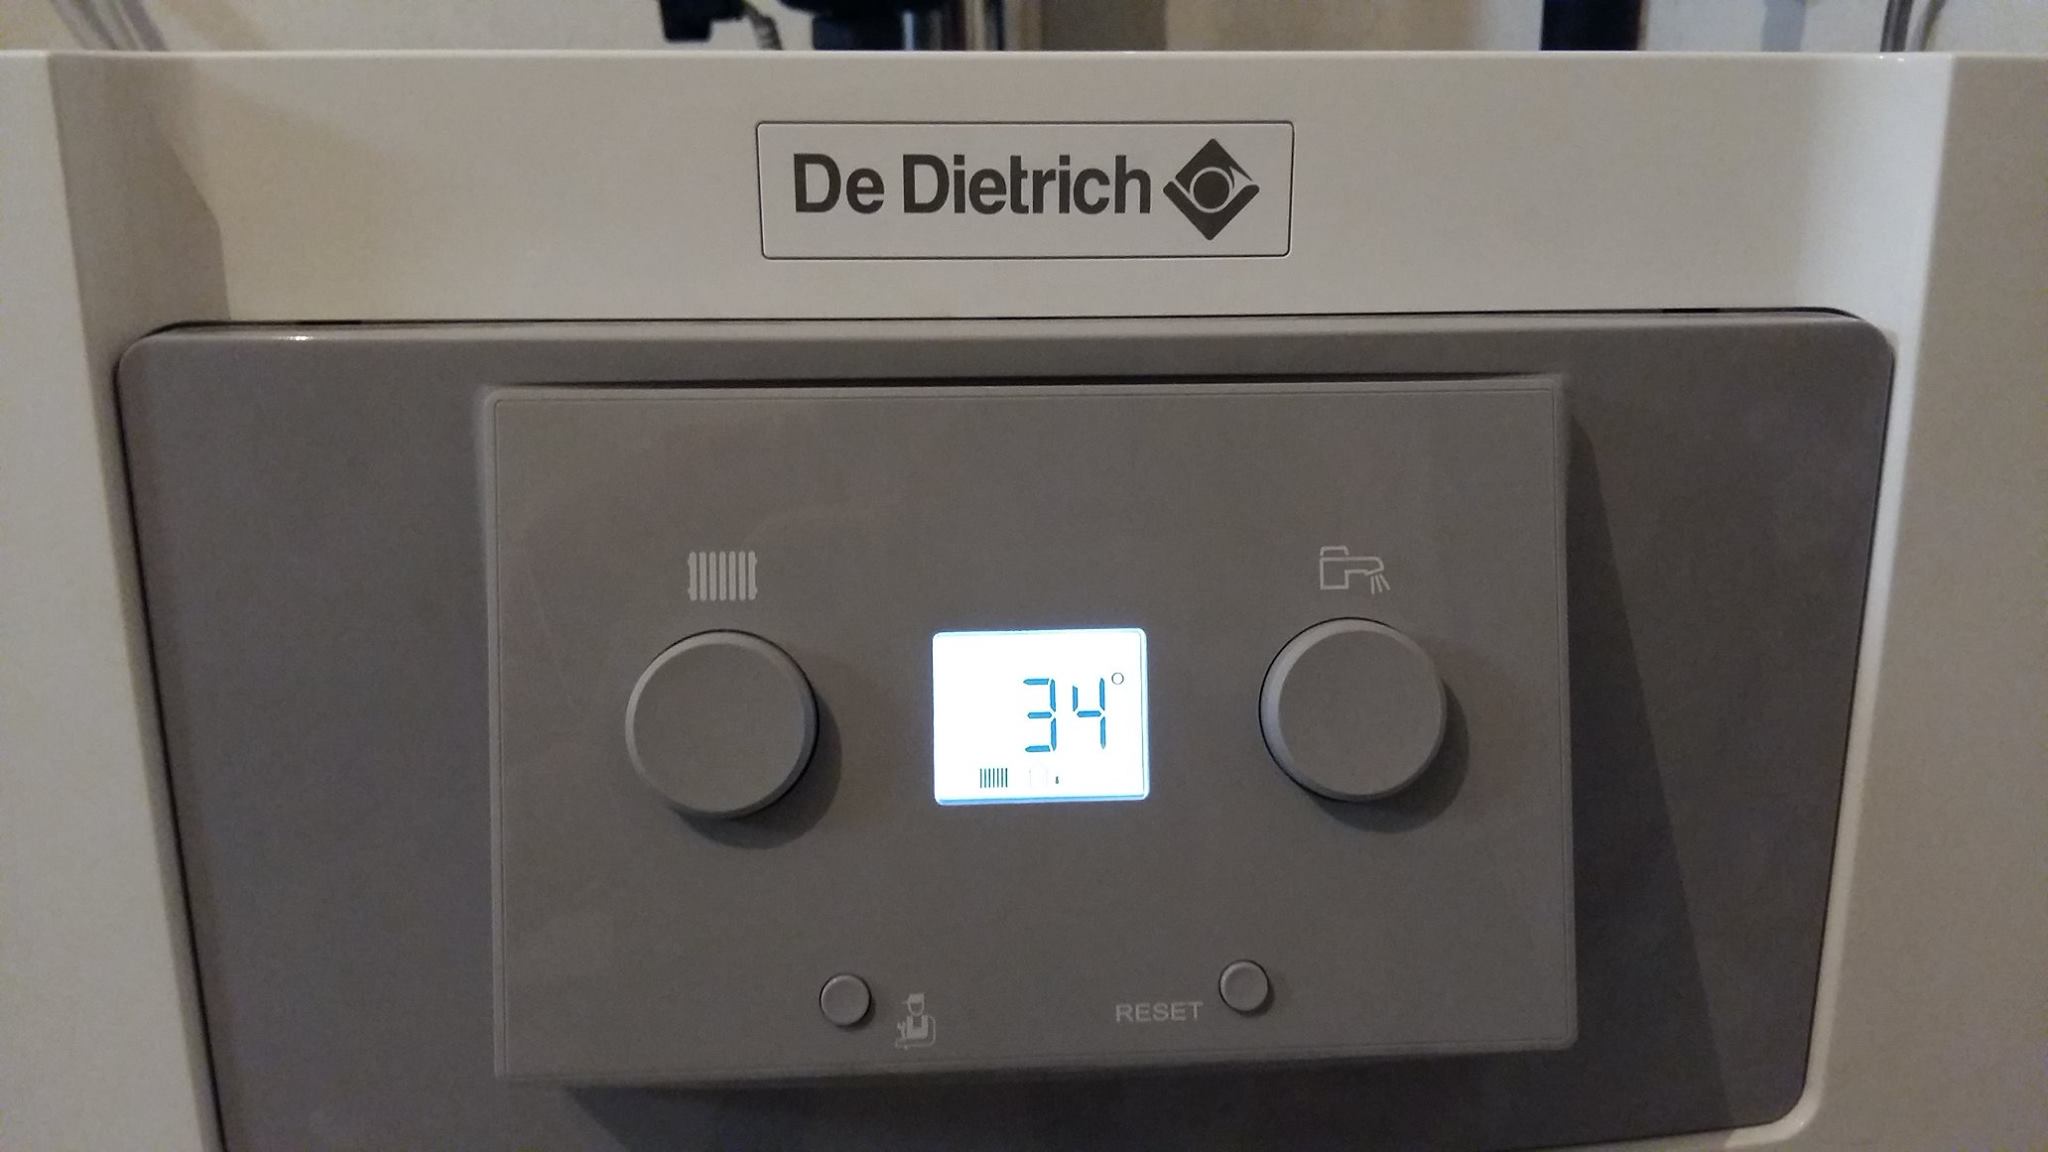 De Dietrich
34°
RESET